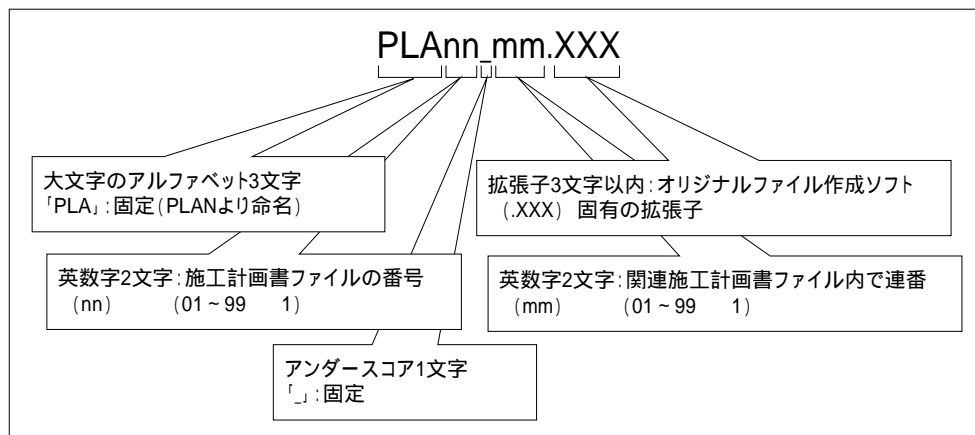 PLAnn_mm.XXX
大文字のアルファベット3文字
「PLA」:固定(PLANより命名)
拡張子3文字以内:オリジナルファイル作成ソフト
(.XXX) 固有の拡張子
英数字2文字:施工計画書ファイルの番号
(nn) (01~99 1)
英数字2文字:関連施工計画書ファイル内で連番
(mm) (01~99 1)
アンダースコア1文字
「_」:固定